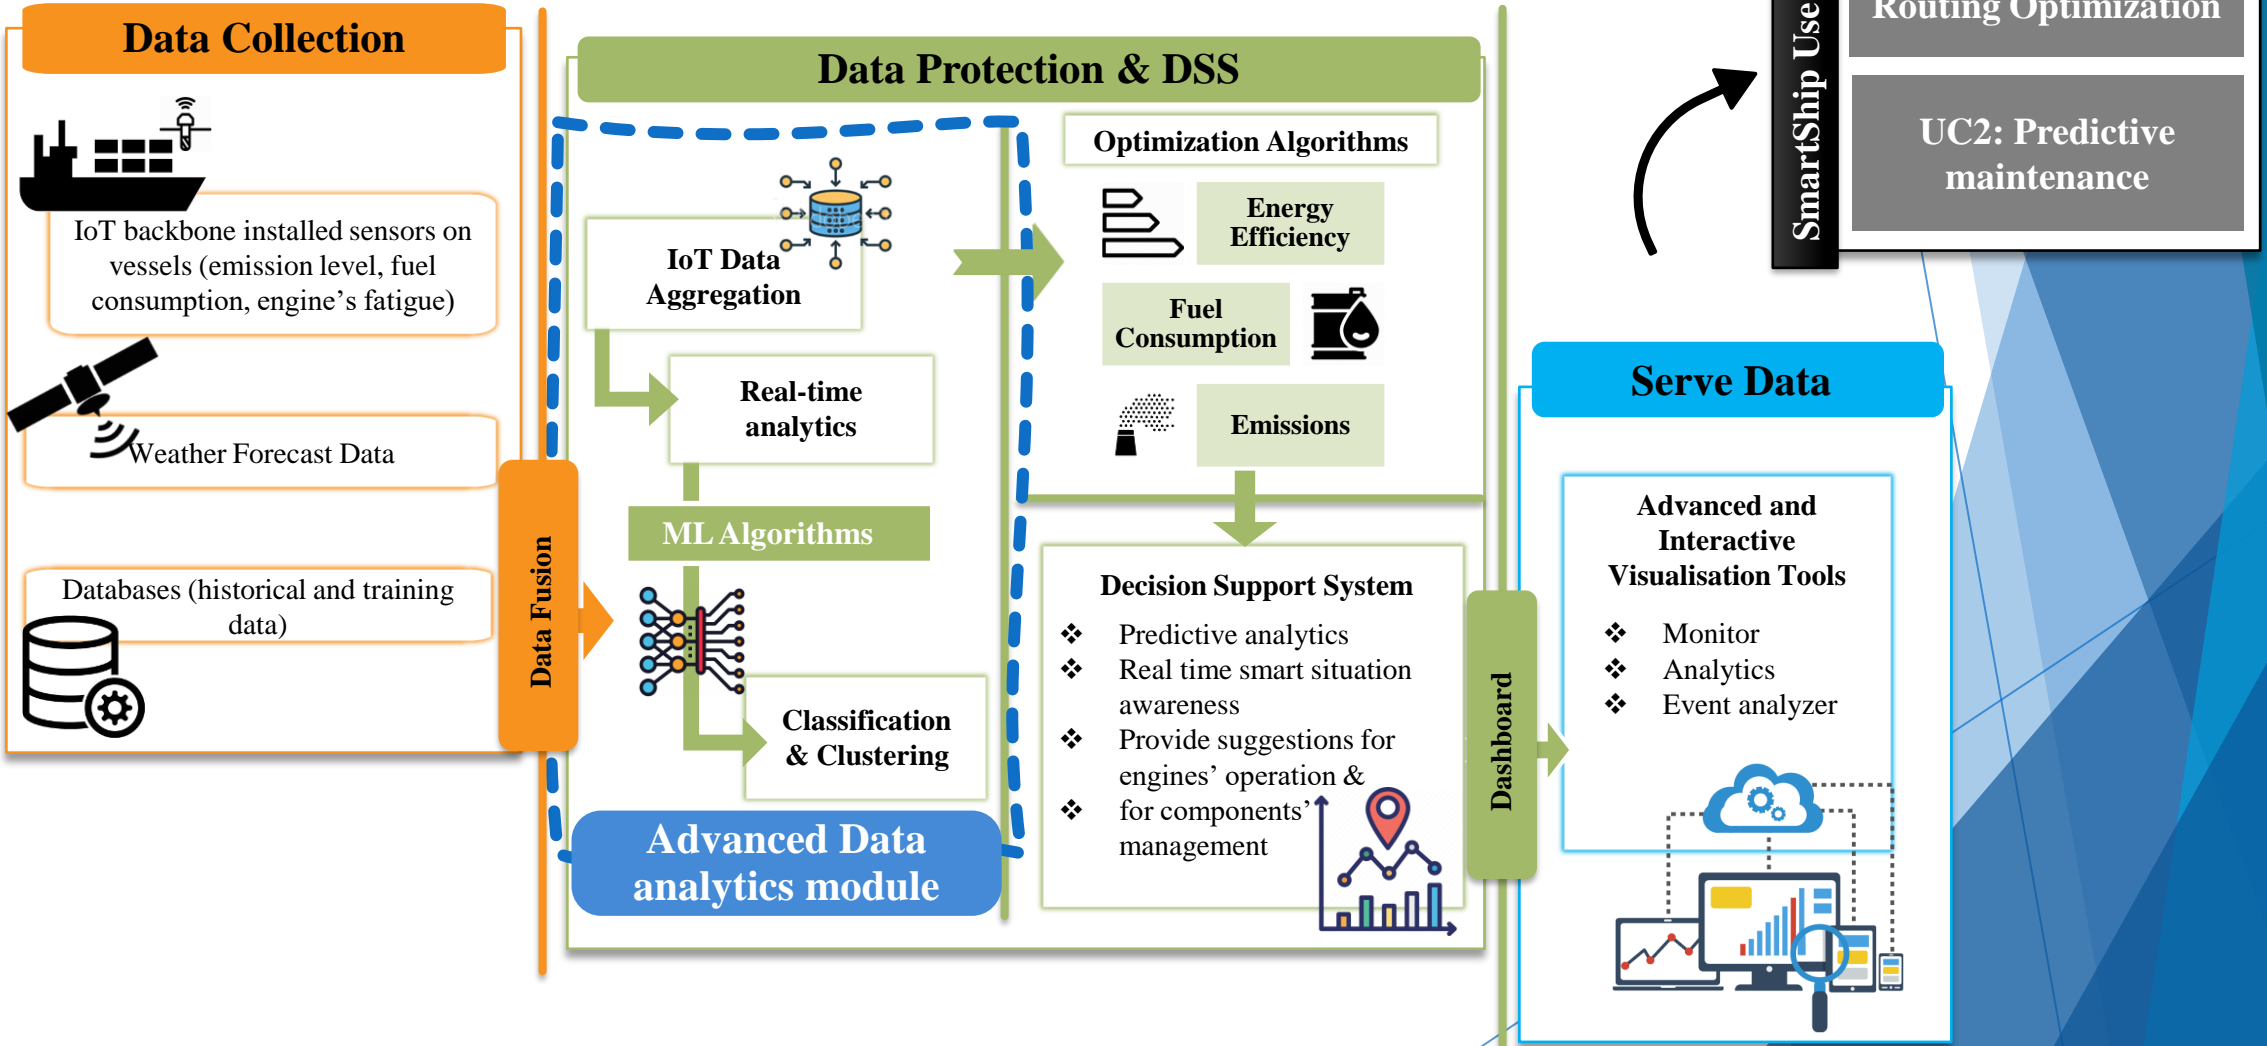 Data Collection
IoT backbone installed sensors on
vessels (emission level, fuel
consumption, engine’s fatigue)
Weather Forecast Data
Databases (historical and training
data)
Data Fusion
Data Protection & DSS
IoT Data
Aggregation
Real-time
analytics
ML Algorithms
Classification
& Clustering
Advanced Data
analytics module
Optimization Algorithms
Energy
Efficiency
Fuel
Consumption
Emissions
Decision Support System
❖ Predictive analytics
❖ Real time smart situation
awareness
❖ Provide suggestions for
engines’ operation &
❖ for components’
management
Dashboard
SmartShip Use
Routing Optimization
UC2: Predictive
maintenance
Serve Data
Advanced and
Interactive
Visualisation Tools
❖ Monitor
❖ Analytics
❖ Event analyzer